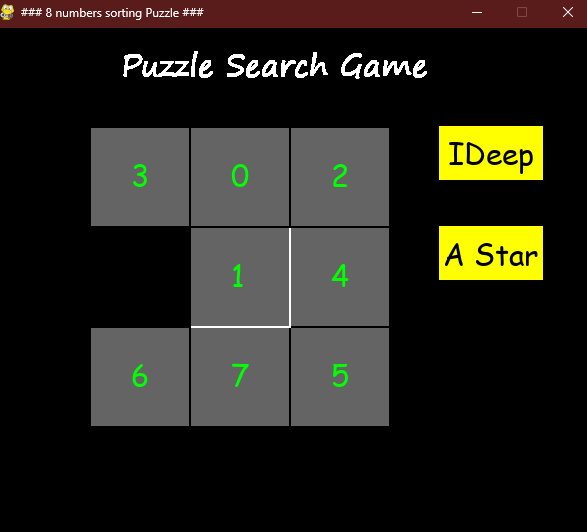 ### 8 numbers sorting Puzzle ###
Puzzle Search Game
3 0 2
IDeep
1 4
A Star
6 7 5